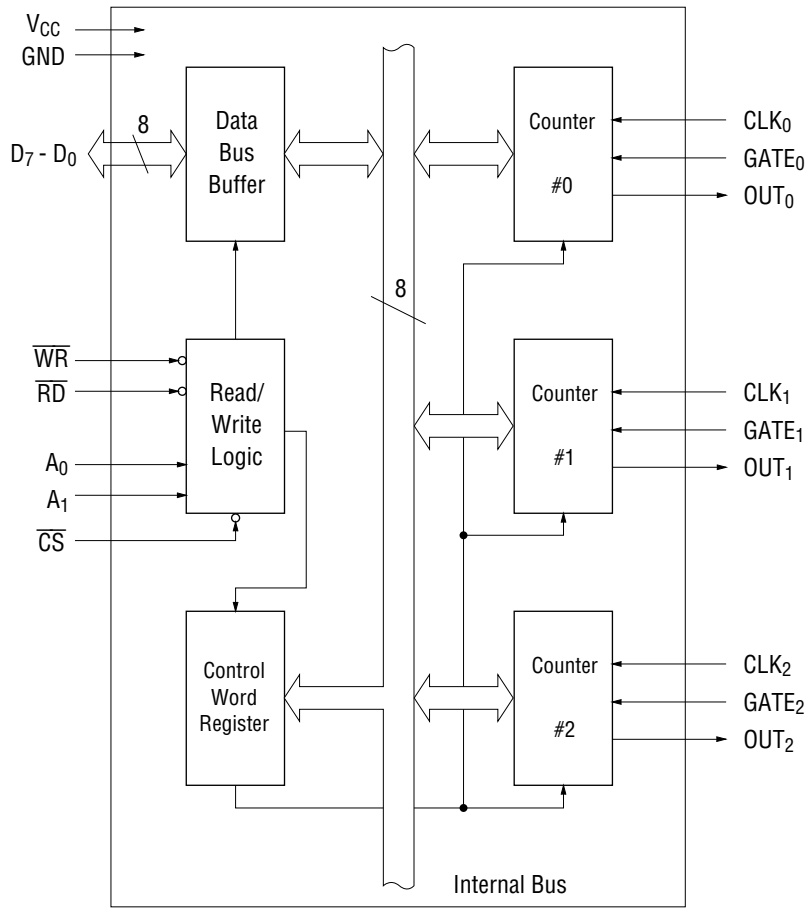 VCC
GND
D7 - D0
8
Data
Bus
Buffer
Counter
#0
CLK0
GATE0
OUT0
8
WR
RD
A0
A1
CS
Read/
Write
Logic
Counter
#1
CLK1
GATE1
OUT1
Control
Word
Register
Counter
#2
CLK2
GATE2
OUT2
Internal Bus